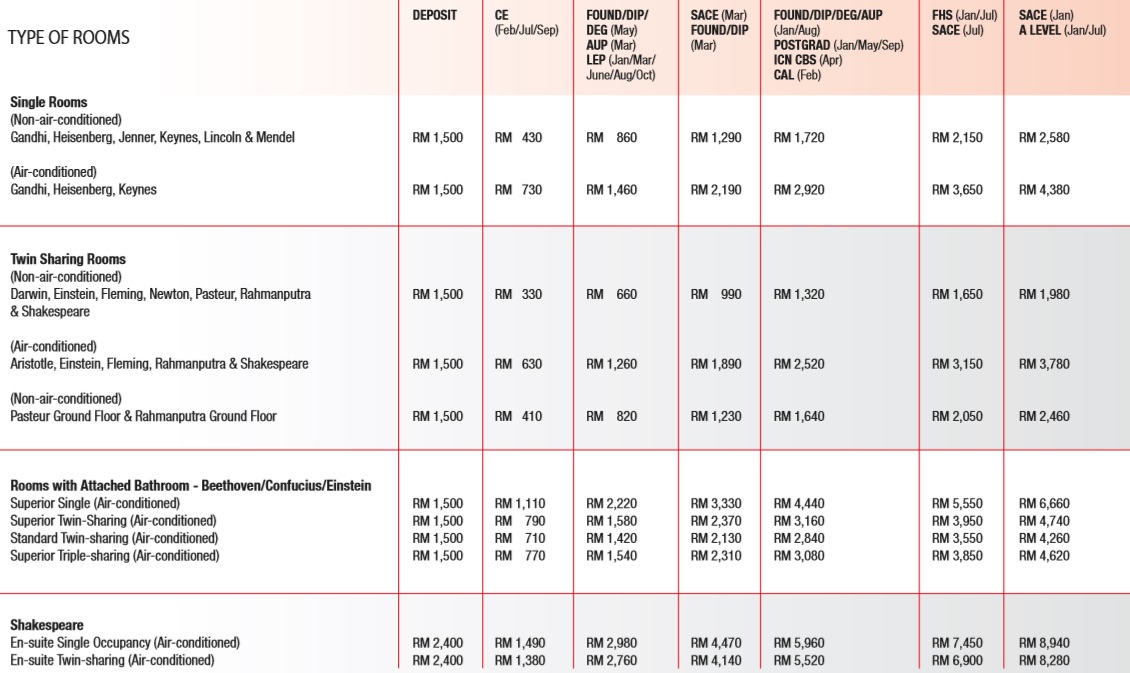 TYPE OF ROOMS
DEPOSIT
CE
(Feb/Jul/Sep)
FOUND/DIP/
DEG (May)
AUP (Mar)
LEP (Jan/Mar/
June/Aug/Oct)
SACE (Mar)
FOUND/DIP
(Mar)
FOUND/DIP/DEG/AUP
(Jan/Aug)
POSTGRAD (Jan/May/Sep)
ICN CBS (Apr)
CAL (Feb)
FHS (Jan/Jul)
SACE (Jul)
SACE (Jan)
A LEVEL (Jan/Jul)
Single Rooms
(Non-air-conditioned)
Gandhi, Heisenberg, Jenner, Keynes, Lincoln & Mendel RM 1,500 RM 430 RM 860 RM 1,290 RM 1,720 RM 2,150 RM 2,580
(Air-conditioned)
Gandhi, Heisenberg, Keynes RM 1,500 RM 730 RM 1,460 RM 2,190 RM 2,920 RM 3,650 RM 4,380
Twin Sharing Rooms
(Non-air-conditioned)
Darwin, Einstein, Fleming, Newton, Pasteur, Rahmanputra RM 1,500 RM 330 RM 660 RM 990 RM 1,320 RM 1,650 RM 1,980
& Shakespeare
(Air-conditioned)
Aristotle, Einstein, Fleming, Rahmanputra & Shakespeare RM 1,500 RM 630 RM 1,260 RM 1,890 RM 2,520 RM 3,150 RM 3,780
(Non-air-conditioned)
Pasteur Ground Floor & Rahmanputra Ground Floor RM 1,500 RM 410 RM 820 RM 1,230 RM 1,640 RM 2,050 RM 2,460
Rooms with Attached Bathroom - Beethoven/Confucius/Einstein
Superior Single (Air-conditioned) RM 1,500 RM 1,110 RM 2,220 RM 3,330 RM 4,440 RM 5,550 RM 6,660
Superior Twin-Sharing (Air-conditioned) RM 1,500 RM 790 RM 1,580 RM 2,370 RM 3,160 RM 3,950 RM 4,740
Standard Twin-sharing (Air-conditioned) RM 1,500 RM 710 RM 1,420 RM 2,130 RM 2,840 RM 3,550 RM 4,260
Superior Triple-sharing (Air-conditioned) RM 1,500 RM 770 RM 1,540 RM 2,310 RM 3,080 RM 3,850 RM 4,620
Shakespeare
En-suite Single Occupancy (Air-conditioned) RM 2,400 RM 1,490 RM 2,980 RM 4,470 RM 5,960 RM 7,450 RM 8,940
En-suite Twin-sharing (Air-conditioned) RM 2,400 RM 1,380 RM 2,760 RM 4,140 RM 5,520 RM 6,900 RM 8,280